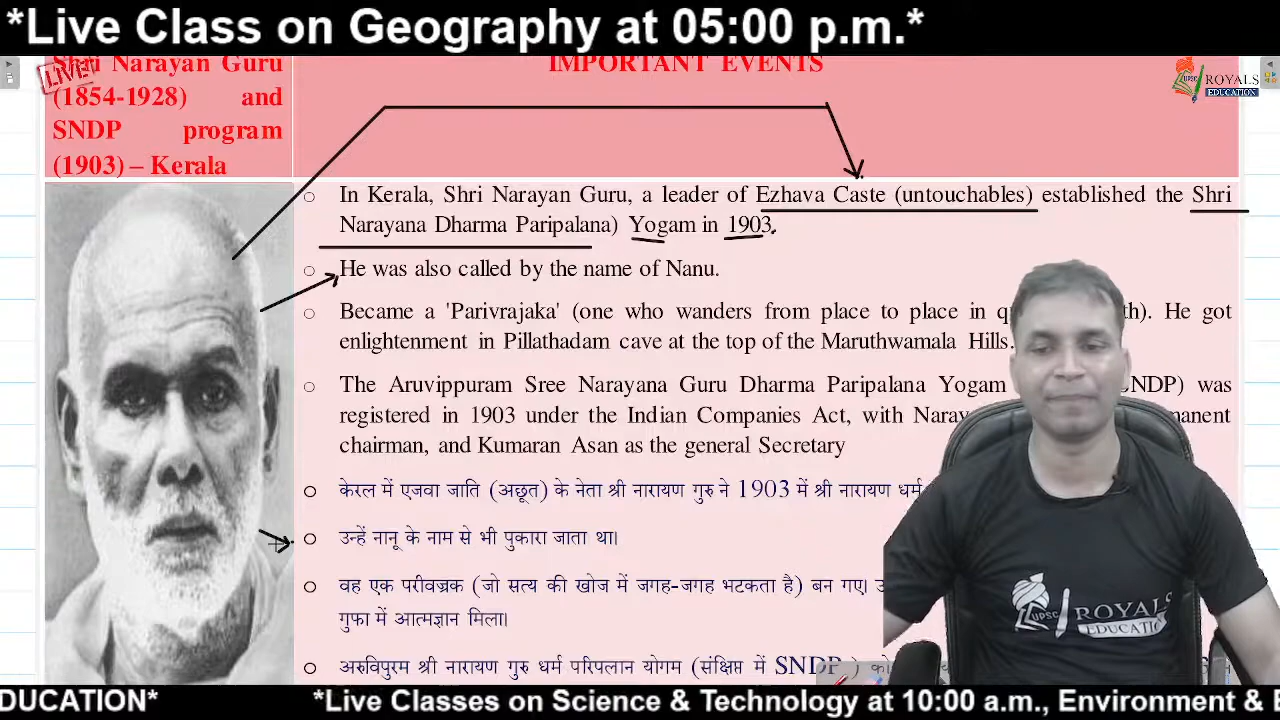 *Live Class on Geography at 05:00 p.m.*
Shri Narayan Guru
(1854-1928) and
SNDP program
(1903) – Kerala
LIVE!
IMPORTANT EVENTS
UPSC ROYALS
EDUCATION
○ In Kerala, Shri Narayan Guru, a leader of Ezhava Caste (untouchables) established the Shri
Narayana Dharma Paripalana) Yogam in 1903.
○ He was also called by the name of Nanu.
○ Became a 'Parivrajaka' (one who wanders from place to place in). He got
enlightenment in Pillathadam cave at the top of the Maruthwamala Hills.
○ The Aruvippuram Sree Narayana Guru Dharma Paripalana Yogam SNDP) was
registered in 1903 under the Indian Companies Act, with
chairman, and Kumaran Asan as the general Secretary
○ केरल में एजवा जाति (अछूत) के नेता श्री नारायण गुरु ने 1903 में श्री नारायण धर्म
○ उन्हें नानू के नाम से भी पुकारा जाता था।
○ वह एक परीवज्रक (जो सत्य की खोज में जगह-जगह भटकता है) बन गए।
गुफा में आत्मज्ञान मिला।
○ अरुविपुरम श्री नारायण गुरु धर्म परिपलान योगम (संक्षिप्त में SNDP )
UPSC ROYALS
EDUCATION
DUCATION* *Live Classes on Science & Technology at 10:00 a.m., Environment &